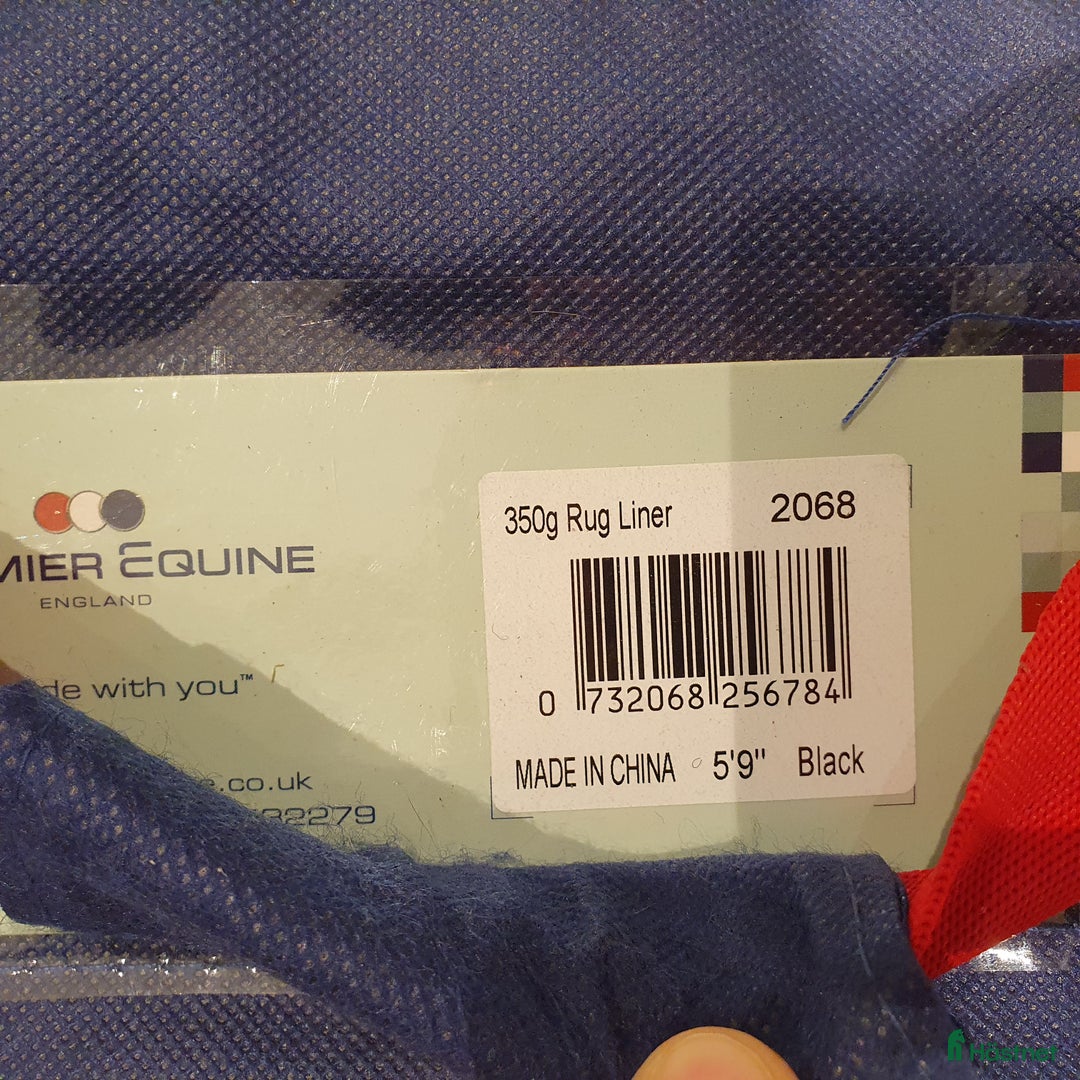 MIER EQUINE
ENGLAND
de with you™
.co.uk
32279
350g Rug Liner 2068
0 732068 256784
MADE IN CHINA 5'9" Black
Hästnet